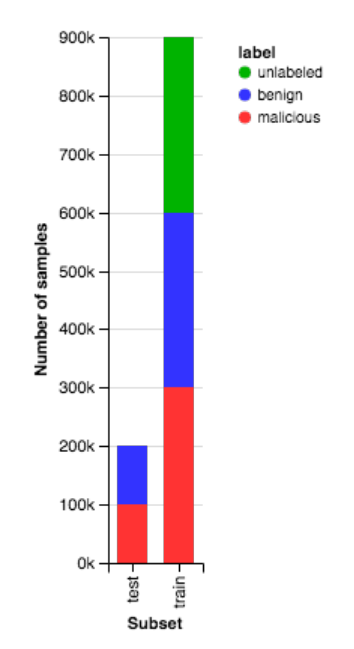 900k
800k
700k
600k
500k
400k
300k
200k
100k
0k
Number of samples
test
train
Subset
label
unlabeled
benign
malicious